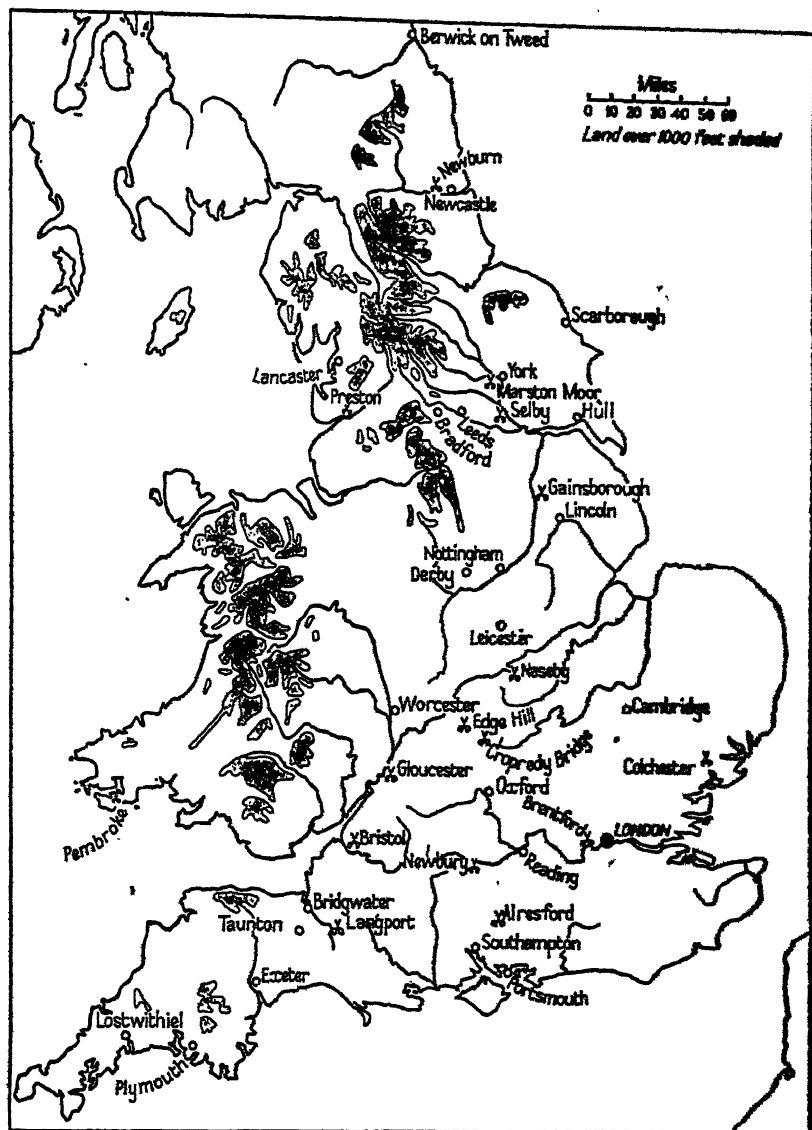 Berwick on Tweed
Miles
0 10 20 30 40 50 60
Land over 1000 feet shaded
Newburn
Newcastle
Scarborough
Lancaster
York
Marston Moor
Preston
Selby
Hull
Leeds
Bradford
Gainsborough
Lincoln
Nottingham
Derby
Leicester
Naseby
Worcester
Edge Hill
Cambridge
Cropredy Bridge
Colchester
Gloucester
Oxford
Pembroke
Brentford
LONDON
Bristol
Newbury
Reading
Bridgwater
Taunton
Langport
Alresford
Southampton
Exeter
Portsmouth
Lostwithiel
Plymouth